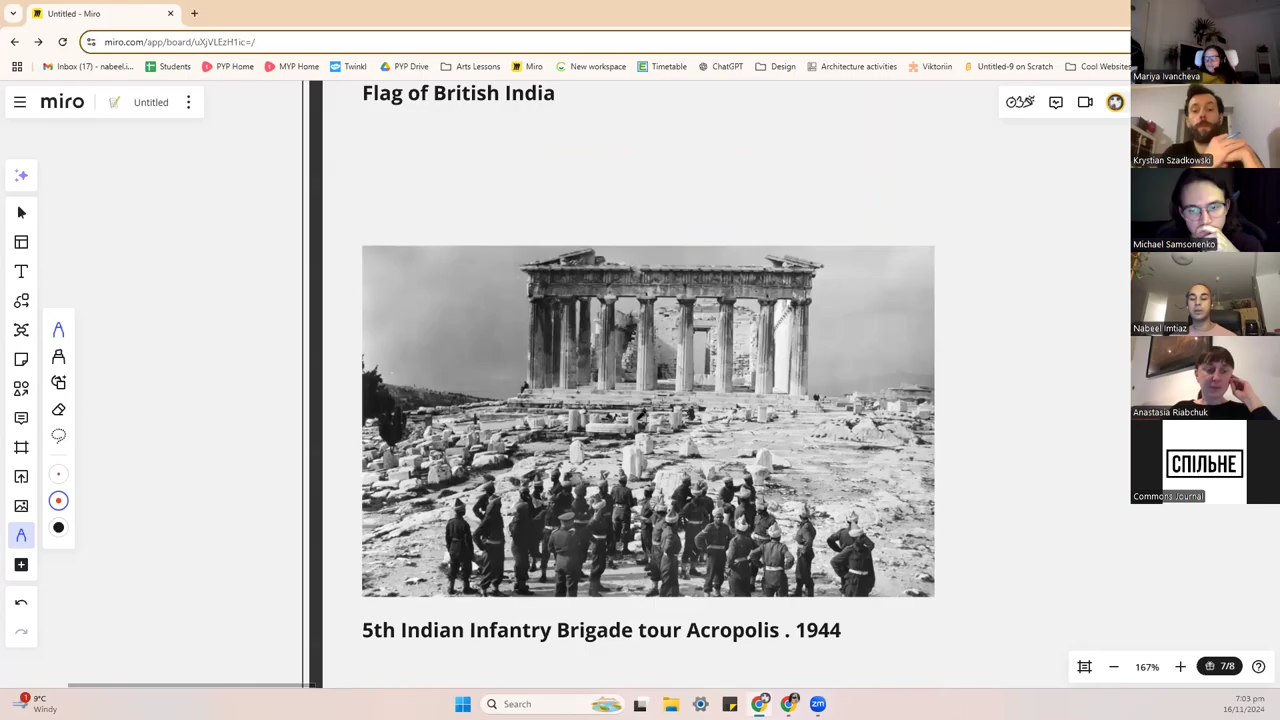 Untitled - Miro
miro.com/app/board/uXjVLEzH1ic=/
Inbox (17) - nabeel.i...
Students
PYP Home
MYP Home
Twinkl
PYP Drive
Arts Lessons
Miro
New workspace
Timetable
ChatGPT
Design
Architecture activities
Viktoriin
Untitled-9 on Scratch
Cool Websites
miro
Untitled
Flag of British India
5th Indian Infantry Brigade tour Acropolis . 1944
167%
7/8
Mariya Ivancheva
Krystian Szadkowski
Michael Samsonenko
Nabeel Imtiaz
Anastasia Riabchuk
СПІЛЬНЕ
Commons Journal
1
9°C
Windy
Search
zm
7:03 pm
16/11/2024